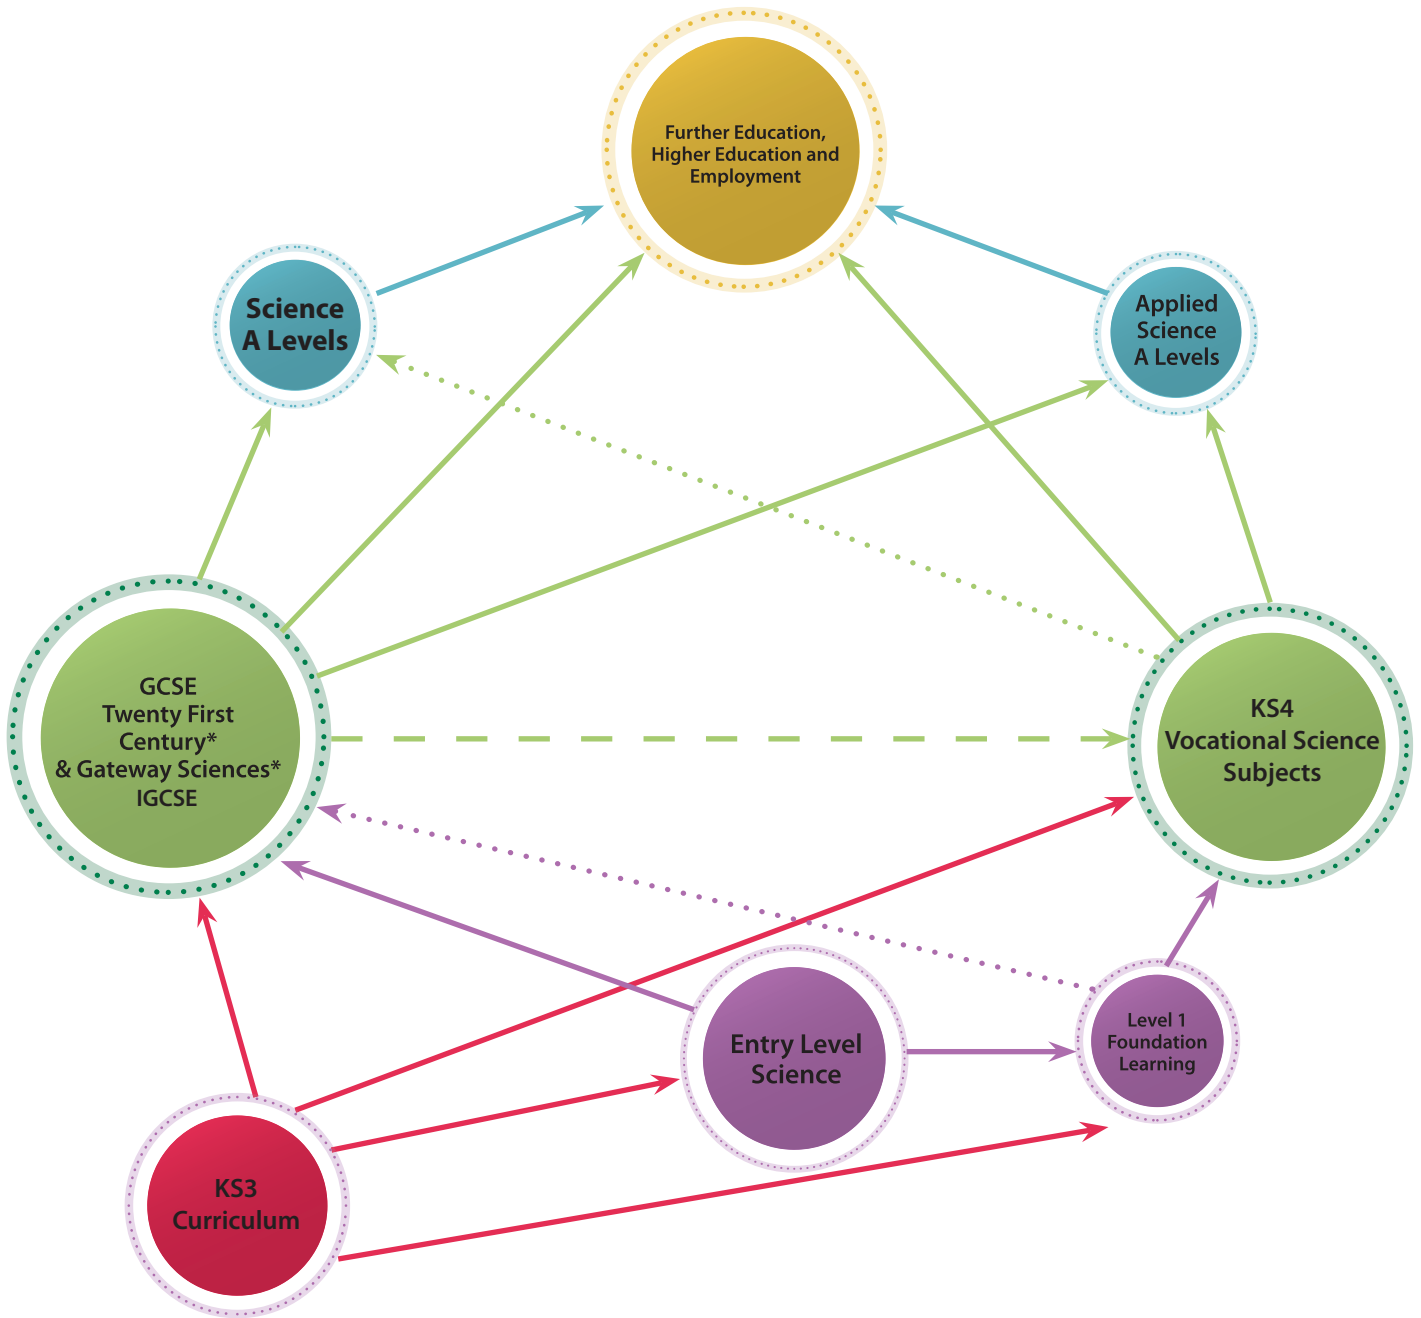 Further Education,
Higher Education and
Employment
Science
A Levels
Applied
Science
A Levels
GCSE
Twenty First
Century*
& Gateway Sciences*
IGCSE
KS4
Vocational Science
Subjects
Entry Level
Science
Level 1
Foundation
Learning
KS3
Curriculum